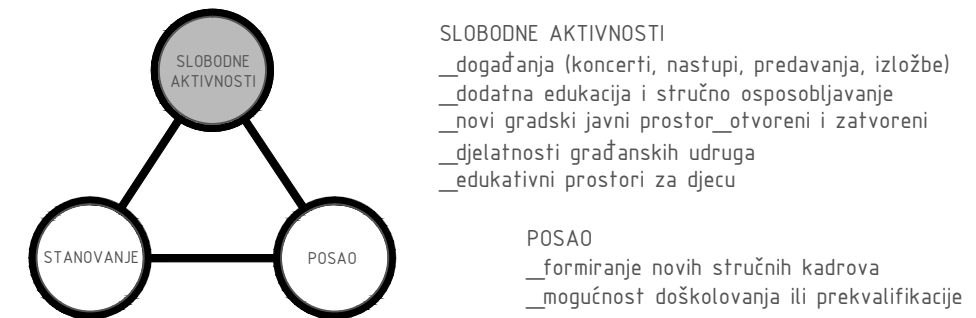 SLOBODNE
AKTIVNOSTI
STANOVANJE
POSAO
SLOBODNE AKTIVNOSTI
__događanja (koncerti, nastupi, predavanja, izložbe)
__dodatna edukacija i stručno osposobljavanje
__novi gradski javni prostor__otvoreni i zatvoreni
__djelatnosti građanskih udruga
__edukativni prostori za djecu
POSAO
__formiranje novih stručnih kadrova
__mogućnost doškolovanja ili prekvalifikacije